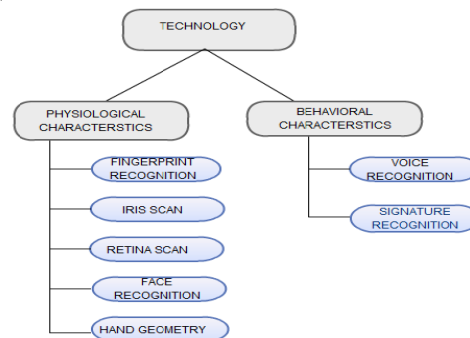 TECHNOLOGY
PHYSIOLOGICAL
CHARACTERSTICS
BEHAVIORAL
CHARACTERSTICS
FINGERPRINT
RECOGNITION
IRIS SCAN
RETINA SCAN
FACE
RECOGNITION
HAND GEOMETRY
VOICE
RECOGNITION
SIGNATURE
RECOGNITION